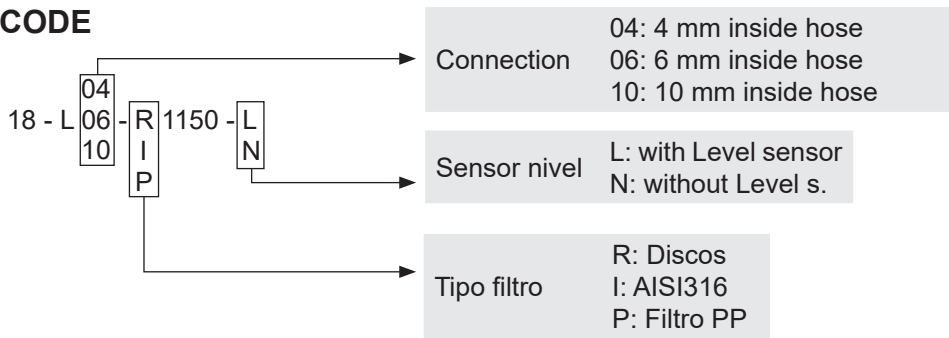 CODE
04: 4 mm inside hose
Connection 06: 6 mm inside hose
10: 10 mm inside hose
04
18 - L 06 - R 1150 - L
10 I N
P
L: with Level sensor
Sensor nivel
N: without Level s.
R: Discos
Tipo filtro I: AISI316
P: Filtro PP